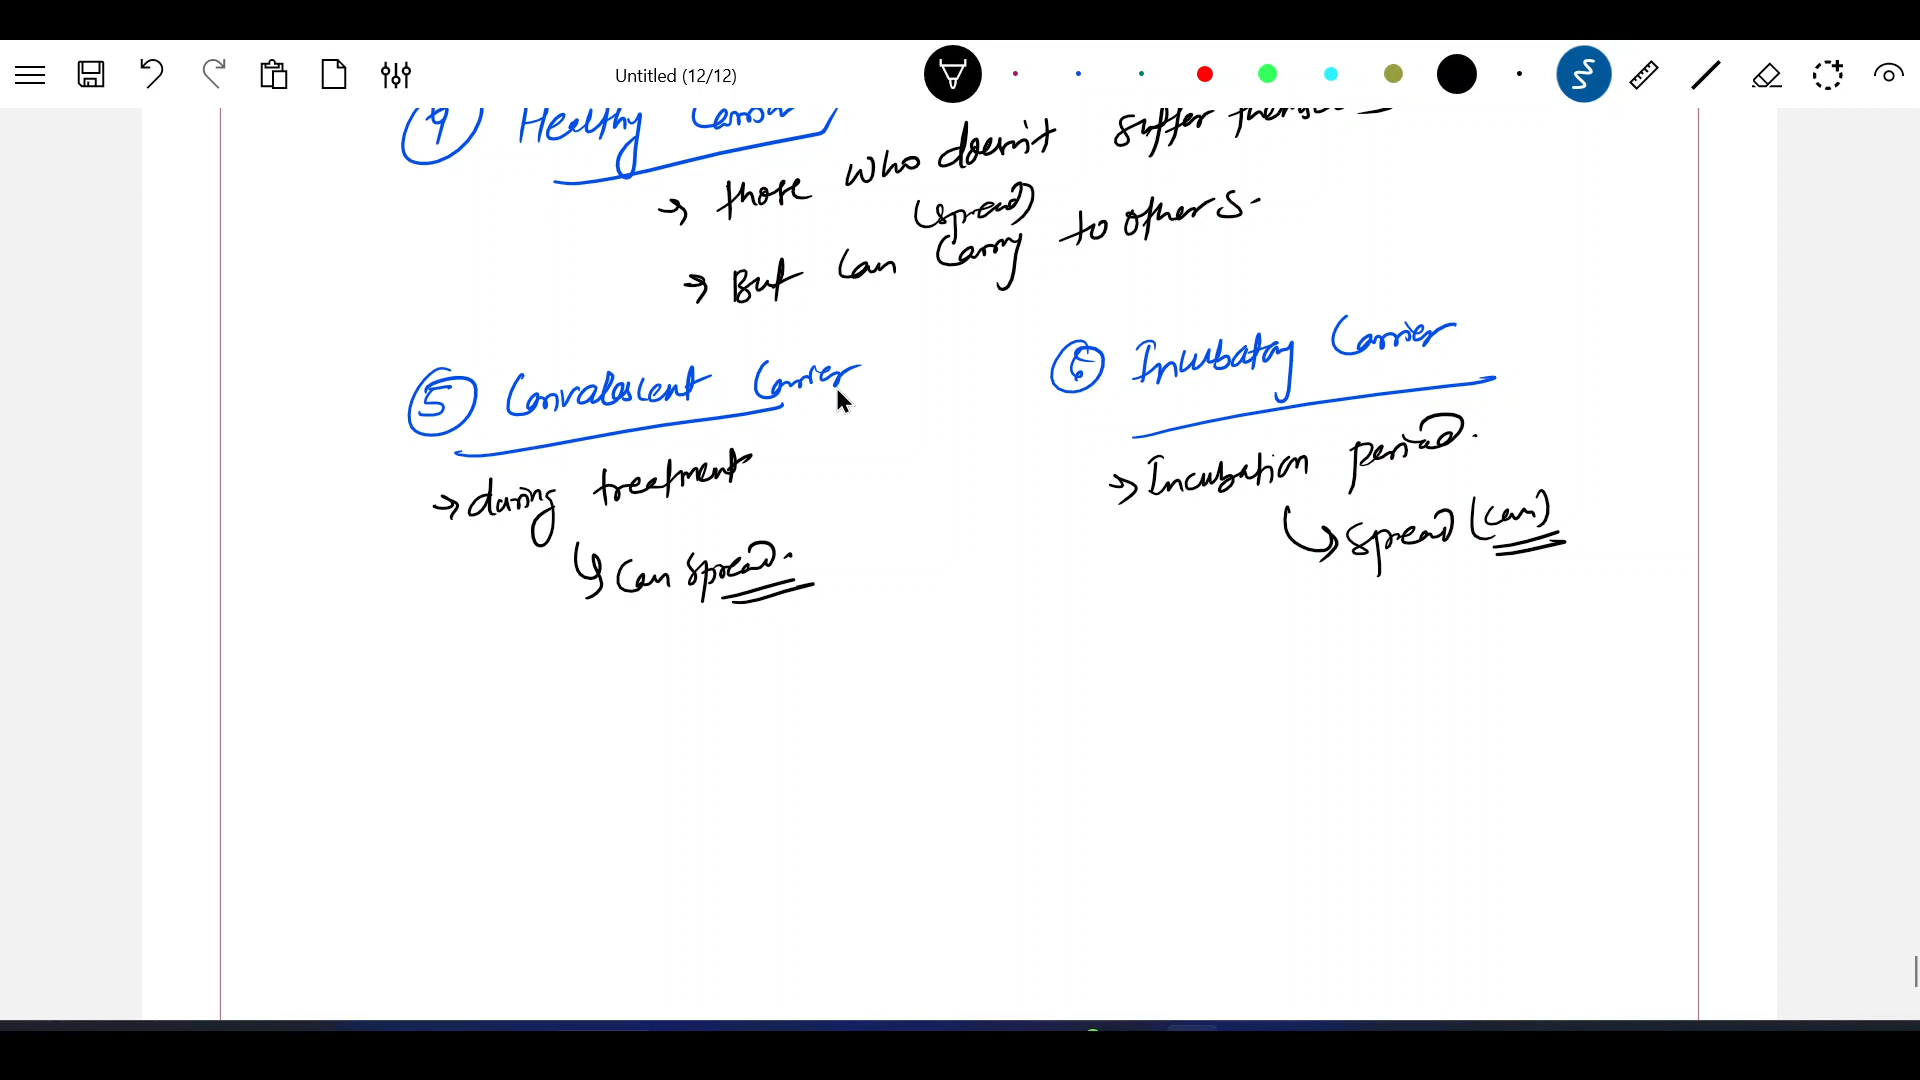 Untitled (12/12)
4 Healthy Carrier
→ those who doesn't suffer
(spread)
→ But can carry to others.
5 Convalescent Carrier
→ during treatment
↳ can spread.
6 Incubatory Carrier
→ Incubation period.
↳ spread (can)